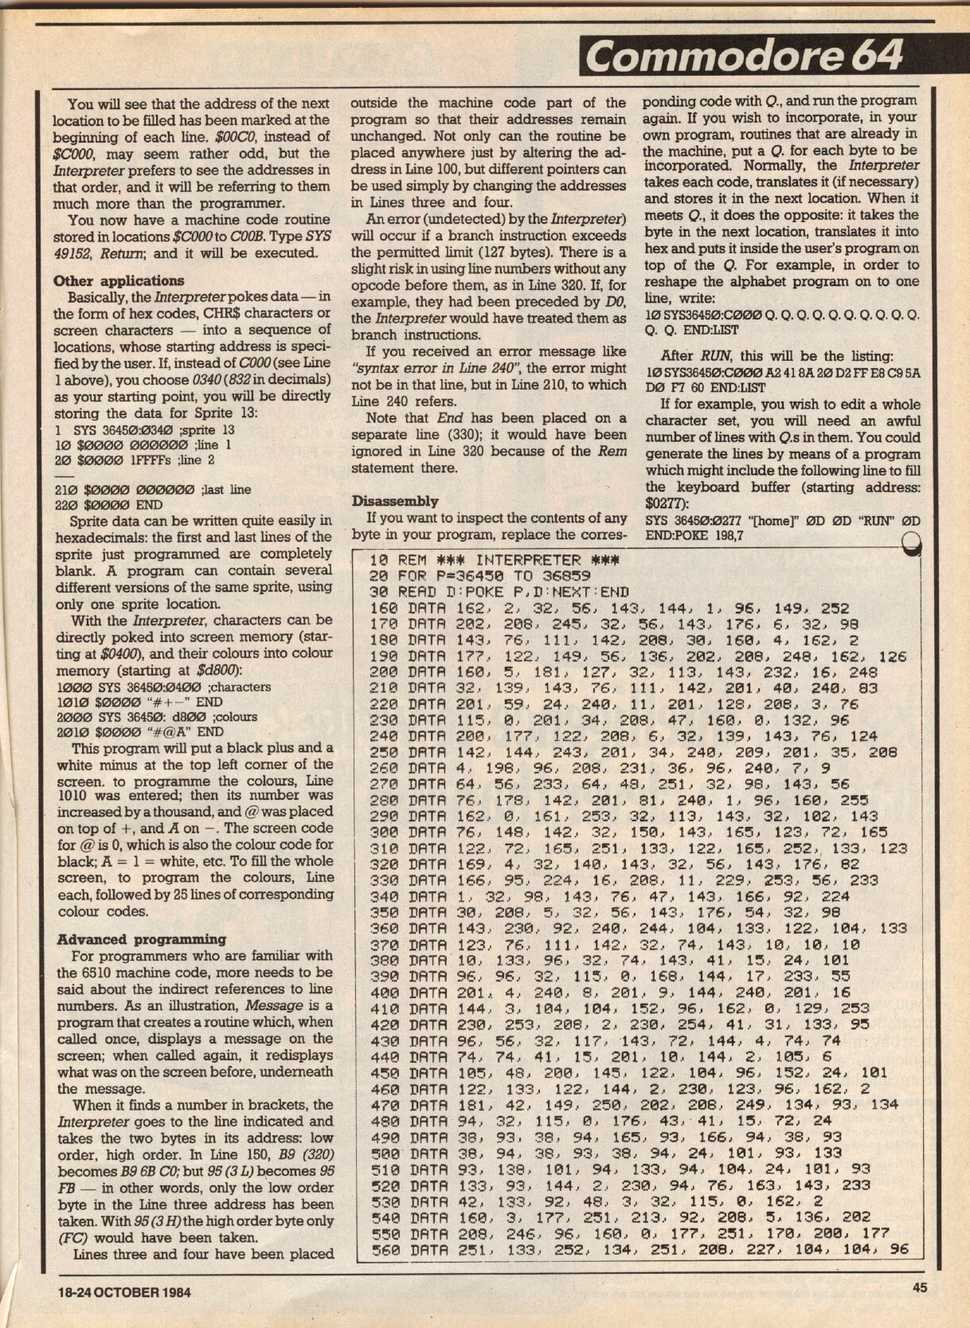 Commodore 64
You will see that the address of the next
location to be filled has been marked at the
beginning of each line. $00C0, instead of
$C000, may seem rather odd, but the
Interpreter prefers to see the addresses in
that order, and it will be referring to them
much more than the programmer.
You now have a machine code routine
stored in locations $C000 to C00B. Type SYS
49152, Return; and it will be executed.
Other applications
Basically, the Interpreter pokes data — in
the form of hex codes, CHR$ characters or
screen characters — into a sequence of
locations, whose starting address is speci-
fied by the user. If, instead of C000 (see Line
1 above), you choose 0340 (832 in decimals)
as your starting point, you will be directly
storing the data for Sprite 13:
1 SYS 36450:0340 ;sprite 13
10 $0000 000000 ;line 1
20 $0000 1FFFFs ;line 2
—
210 $0000 000000 ;last line
220 $0000 END
Sprite data can be written quite easily in
hexadecimals: the first and last lines of the
sprite just programmed are completely
blank. A program can contain several
different versions of the same sprite, using
only one sprite location.
With the Interpreter, characters can be
directly poked into screen memory (star-
ting at $0400), and their colours into colour
memory (starting at $d800):
1000 SYS 36450:0400 ;characters
1010 $0000 "#+−" END
2000 SYS 36450: d800 ;colours
2010 $0000 "#@A" END
This program will put a black plus and a
white minus at the top left corner of the
screen. to programme the colours, Line
1010 was entered; then its number was
increased by a thousand, and @ was placed
on top of +, and A on −. The screen code
for @ is 0, which is also the colour code for
black; A = 1 = white, etc. To fill the whole
screen, to program the colours, Line
each, followed by 25 lines of corresponding
colour codes.
Advanced programming
For programmers who are familiar with
the 6510 machine code, more needs to be
said about the indirect references to line
numbers. As an illustration, Message is a
program that creates a routine which, when
called once, displays a message on the
screen; when called again, it redisplays
what was on the screen before, underneath
the message.
When it finds a number in brackets, the
Interpreter goes to the line indicated and
takes the two bytes in its address: low
order, high order. In Line 150, B9 (320)
becomes B9 6B C0; but 95 (3 L) becomes 95
FB — in other words, only the low order
byte in the Line three address has been
taken. With 95 (3 H) the high order byte only
(FC) would have been taken.
Lines three and four have been placed
outside the machine code part of the
program so that their addresses remain
unchanged. Not only can the routine be
placed anywhere just by altering the ad-
dress in Line 100, but different pointers can
be used simply by changing the addresses
in Lines three and four.
An error (undetected) by the Interpreter)
will occur if a branch instruction exceeds
the permitted limit (127 bytes). There is a
slight risk in using line numbers without any
opcode before them, as in Line 320. If, for
example, they had been preceded by D0,
the Interpreter would have treated them as
branch instructions.
If you received an error message like
"syntax error in Line 240", the error might
not be in that line, but in Line 210, to which
Line 240 refers.
Note that End has been placed on a
separate line (330); it would have been
ignored in Line 320 because of the Rem
statement there.
Disassembly
If you want to inspect the contents of any
byte in your program, replace the corres-
ponding code with Q., and run the program
again. If you wish to incorporate, in your
own program, routines that are already in
the machine, put a Q. for each byte to be
incorporated. Normally, the Interpreter
takes each code, translates it (if necessary)
and stores it in the next location. When it
meets Q., it does the opposite: it takes the
byte in the next location, translates it into
hex and puts it inside the user's program on
top of the Q. For example, in order to
reshape the alphabet program on to one
line, write:
10 SYS36450:C000 Q. Q. Q. Q. Q. Q. Q. Q. Q. Q.
Q. Q. END:LIST
After RUN, this will be the listing:
10 SYS36450:C000 A2 41 8A 20 D2 FF E8 C9 5A
D0 F7 60 END:LIST
If for example, you wish to edit a whole
character set, you will need an awful
number of lines with Q.s in them. You could
generate the lines by means of a program
which might include the following line to fill
the keyboard buffer (starting address:
$0277):
SYS 36450:0277 "[home]" 0D 0D "RUN" 0D
END:POKE 198,7
10 REM *** INTERPRETER ***
20 FOR P=36450 TO 36859
30 READ D:POKE P,D:NEXT:END
160 DATA 162, 2, 32, 56, 143, 144, 1, 96, 149, 252
170 DATA 202, 208, 245, 32, 56, 143, 176, 6, 32, 98
180 DATA 143, 76, 111, 142, 208, 30, 160, 4, 162, 2
190 DATA 177, 122, 149, 56, 136, 202, 208, 248, 162, 126
200 DATA 160, 5, 181, 127, 32, 113, 143, 232, 16, 248
210 DATA 32, 139, 143, 76, 111, 142, 201, 40, 240, 83
220 DATA 201, 59, 24, 240, 11, 201, 128, 208, 3, 76
230 DATA 115, 0, 201, 34, 208, 47, 160, 0, 132, 96
240 DATA 200, 177, 122, 208, 6, 32, 139, 143, 76, 124
250 DATA 142, 144, 243, 201, 34, 240, 209, 201, 35, 208
260 DATA 4, 198, 96, 208, 231, 36, 96, 240, 7, 9
270 DATA 64, 56, 233, 64, 48, 251, 32, 98, 143, 56
280 DATA 76, 178, 142, 201, 81, 240, 1, 96, 160, 255
290 DATA 162, 0, 161, 253, 32, 113, 143, 32, 102, 143
300 DATA 76, 148, 142, 32, 150, 143, 165, 123, 72, 165
310 DATA 122, 72, 165, 251, 133, 122, 165, 252, 133, 123
320 DATA 169, 4, 32, 140, 143, 32, 56, 143, 176, 82
330 DATA 166, 95, 224, 16, 208, 11, 229, 253, 56, 233
340 DATA 1, 32, 98, 143, 76, 47, 143, 166, 92, 224
350 DATA 30, 208, 5, 32, 56, 143, 176, 54, 32, 98
360 DATA 143, 230, 92, 240, 244, 104, 133, 122, 104, 133
370 DATA 123, 76, 111, 142, 32, 74, 143, 10, 10, 10
380 DATA 10, 133, 96, 32, 74, 143, 41, 15, 24, 101
390 DATA 96, 96, 32, 115, 0, 168, 144, 17, 233, 55
400 DATA 201, 4, 240, 8, 201, 9, 144, 240, 201, 16
410 DATA 144, 3, 104, 104, 152, 96, 162, 0, 129, 253
420 DATA 230, 253, 208, 2, 230, 254, 41, 31, 133, 95
430 DATA 96, 56, 32, 117, 143, 72, 144, 4, 74, 74
440 DATA 74, 74, 41, 15, 201, 10, 144, 2, 105, 6
450 DATA 105, 48, 200, 145, 122, 104, 96, 152, 24, 101
460 DATA 122, 133, 122, 144, 2, 230, 123, 96, 162, 2
470 DATA 181, 42, 149, 250, 202, 208, 249, 134, 93, 134
480 DATA 94, 32, 115, 0, 176, 43, 41, 15, 72, 24
490 DATA 38, 93, 38, 94, 165, 93, 166, 94, 38, 93
500 DATA 38, 94, 38, 93, 38, 94, 24, 101, 93, 133
510 DATA 93, 138, 101, 94, 133, 94, 104, 24, 101, 93
520 DATA 133, 93, 144, 2, 230, 94, 76, 163, 143, 233
530 DATA 42, 133, 92, 48, 3, 32, 115, 0, 162, 2
540 DATA 160, 3, 177, 251, 213, 92, 208, 5, 136, 202
550 DATA 208, 246, 96, 160, 0, 177, 251, 170, 200, 177
560 DATA 251, 133, 252, 134, 251, 208, 227, 104, 104, 96
18-24 OCTOBER 1984
45